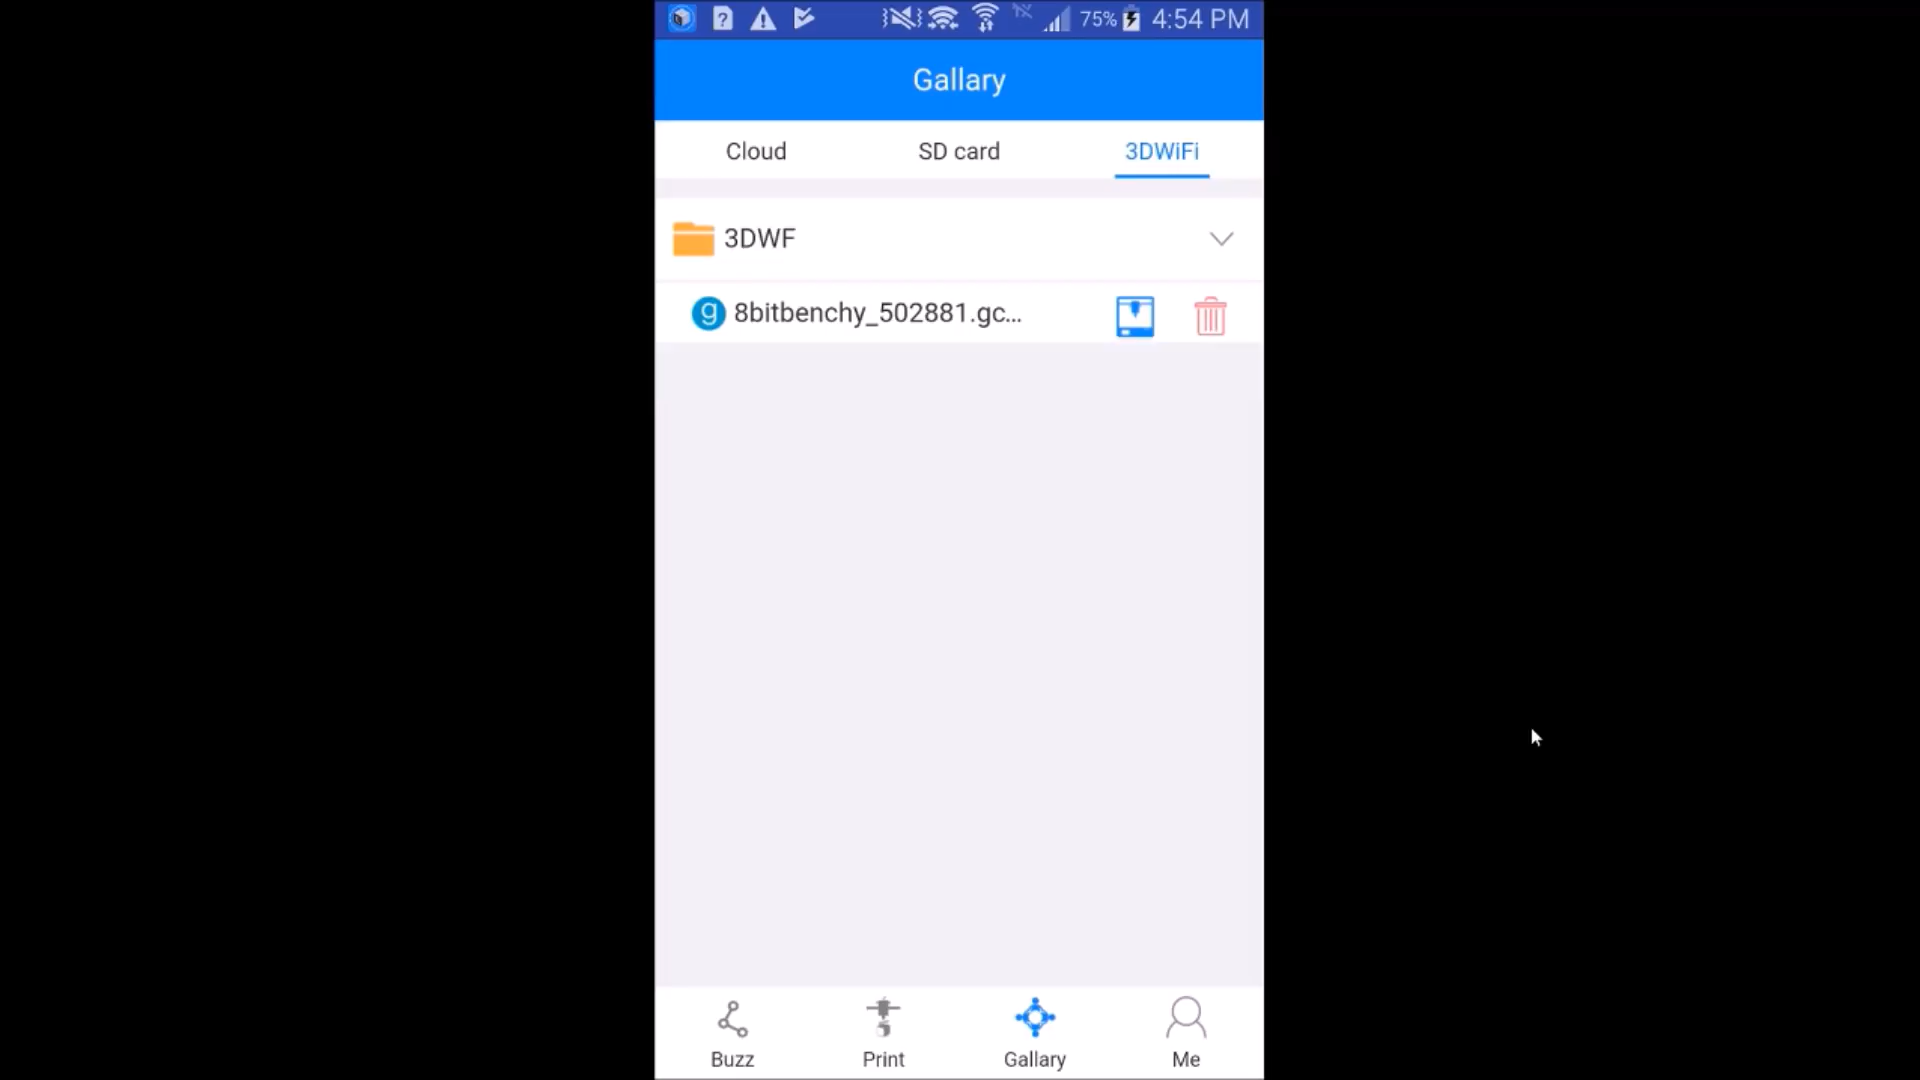 75% 4:54 PM
Gallary
Cloud SD card 3DWiFi
3DWF
g 8bitbenchy_502881.gc...
Buzz Print Gallary Me